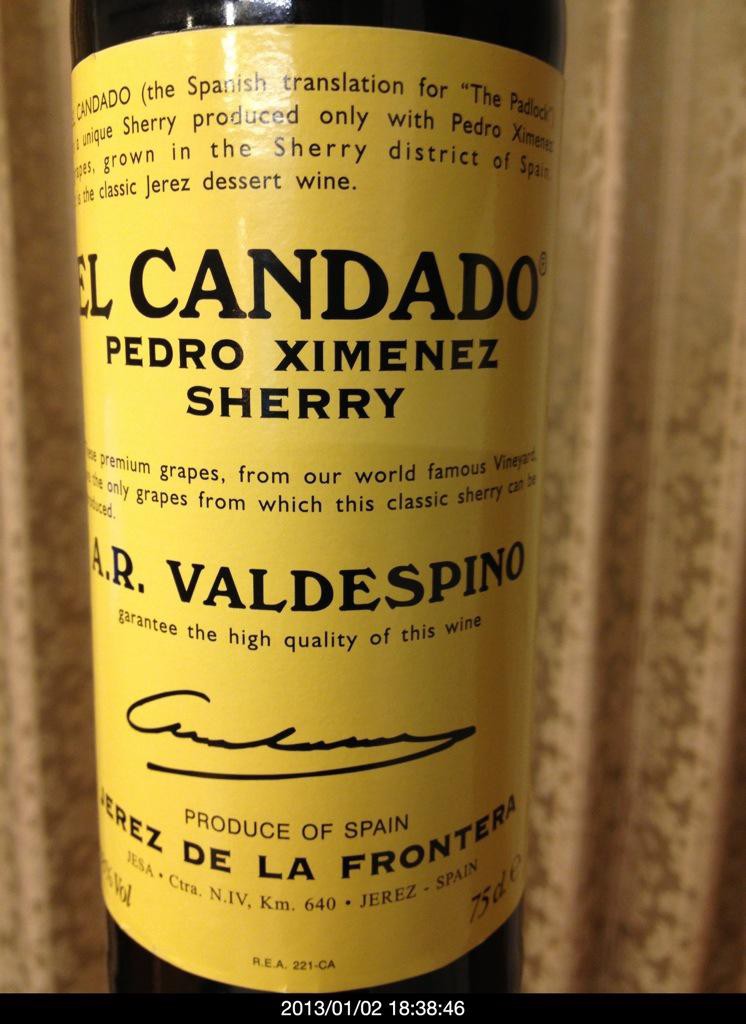 CANDADO (the Spanish translation for "The Padlock")
a unique Sherry produced only with Pedro Ximenez
grown in the Sherry district of Spain
the classic Jerez dessert wine.
EL CANDADO®
PEDRO XIMENEZ
SHERRY
premium grapes, from our world famous Vineyard,
the only grapes from which this classic sherry can be
A.R. VALDESPINO
garantee the high quality of this wine
PRODUCE OF SPAIN
JEREZ DE LA FRONTERA
JESA • Ctra. N.IV, Km. 640 • JEREZ - SPAIN
% Vol
75 cl. e
R.E.A. 221-CA
2013/01/02 18:38:46